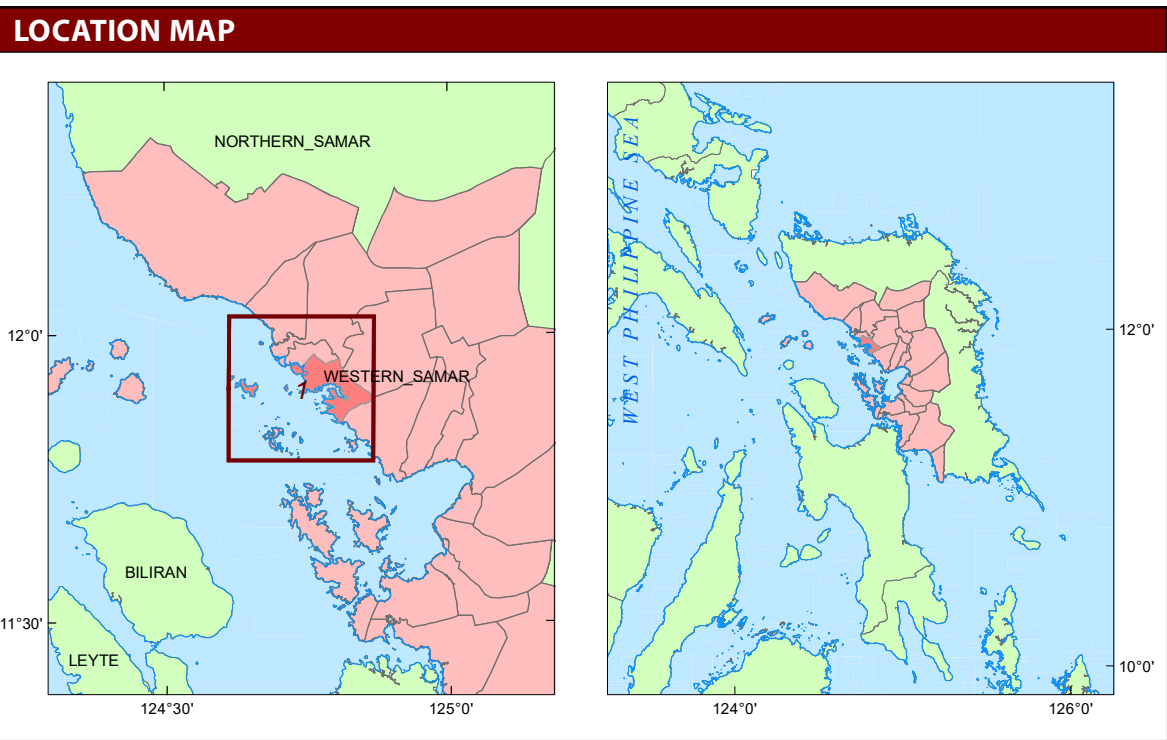 LOCATION MAP
NORTHERN_SAMAR
12°0'
WESTERN_SAMAR
1
BILIRAN
11°30'
LEYTE
124°30'
125°0'
WEST PHILIPPINE SEA
12°0'
10°0'
124°0'
126°0'